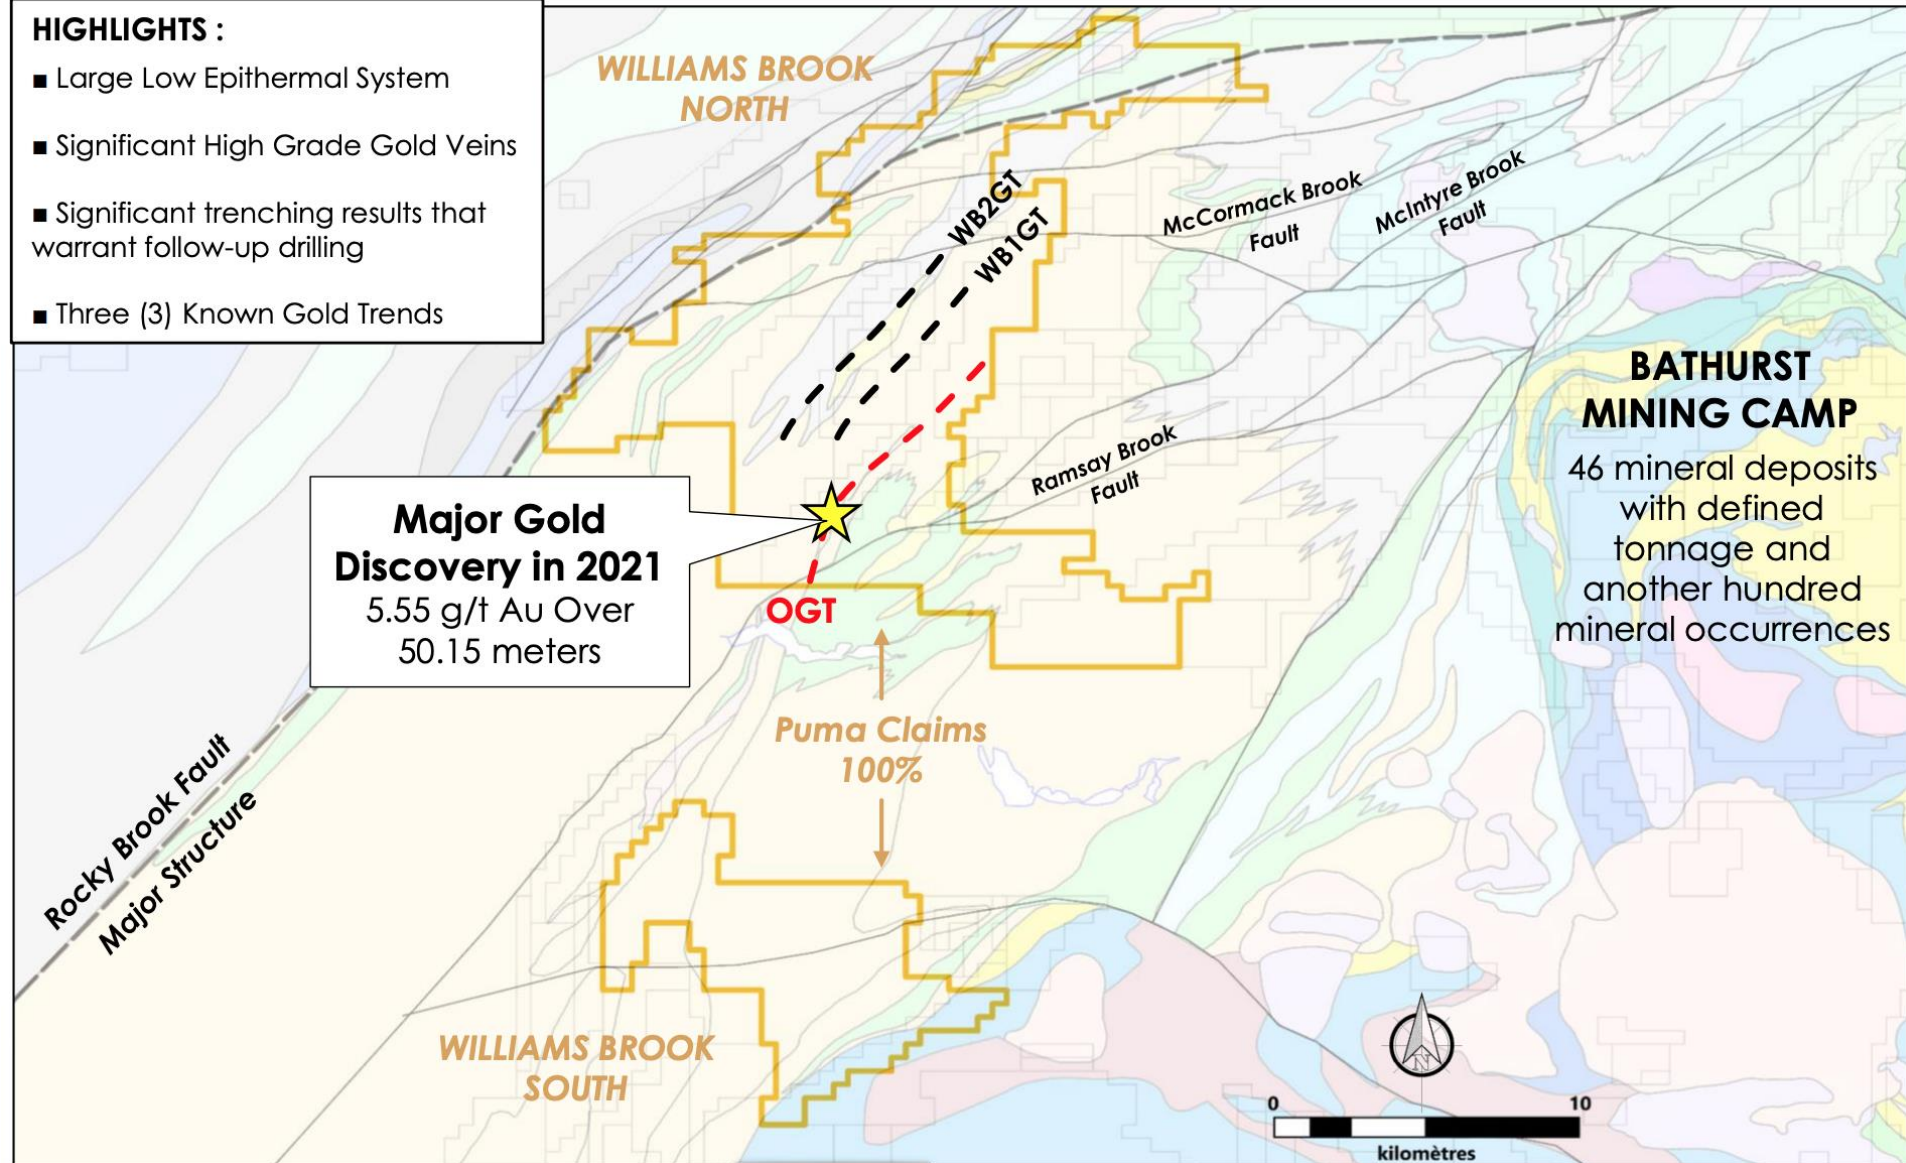 HIGHLIGHTS :
■ Large Low Epithermal System
■ Significant High Grade Gold Veins
■ Significant trenching results that
warrant follow-up drilling
■ Three (3) Known Gold Trends
WILLIAMS BROOK
NORTH
WB2GT
WB1GT
McCormack Brook
Fault
McIntyre Brook
Fault
Ramsay Brook
Fault
BATHURST
MINING CAMP
46 mineral deposits
with defined
tonnage and
another hundred
mineral occurrences
Major Gold
Discovery in 2021
5.55 g/t Au Over
50.15 meters
OGT
Puma Claims
100%
Rocky Brook Fault
Major Structure
WILLIAMS BROOK
SOUTH
N
0 10
kilomètres